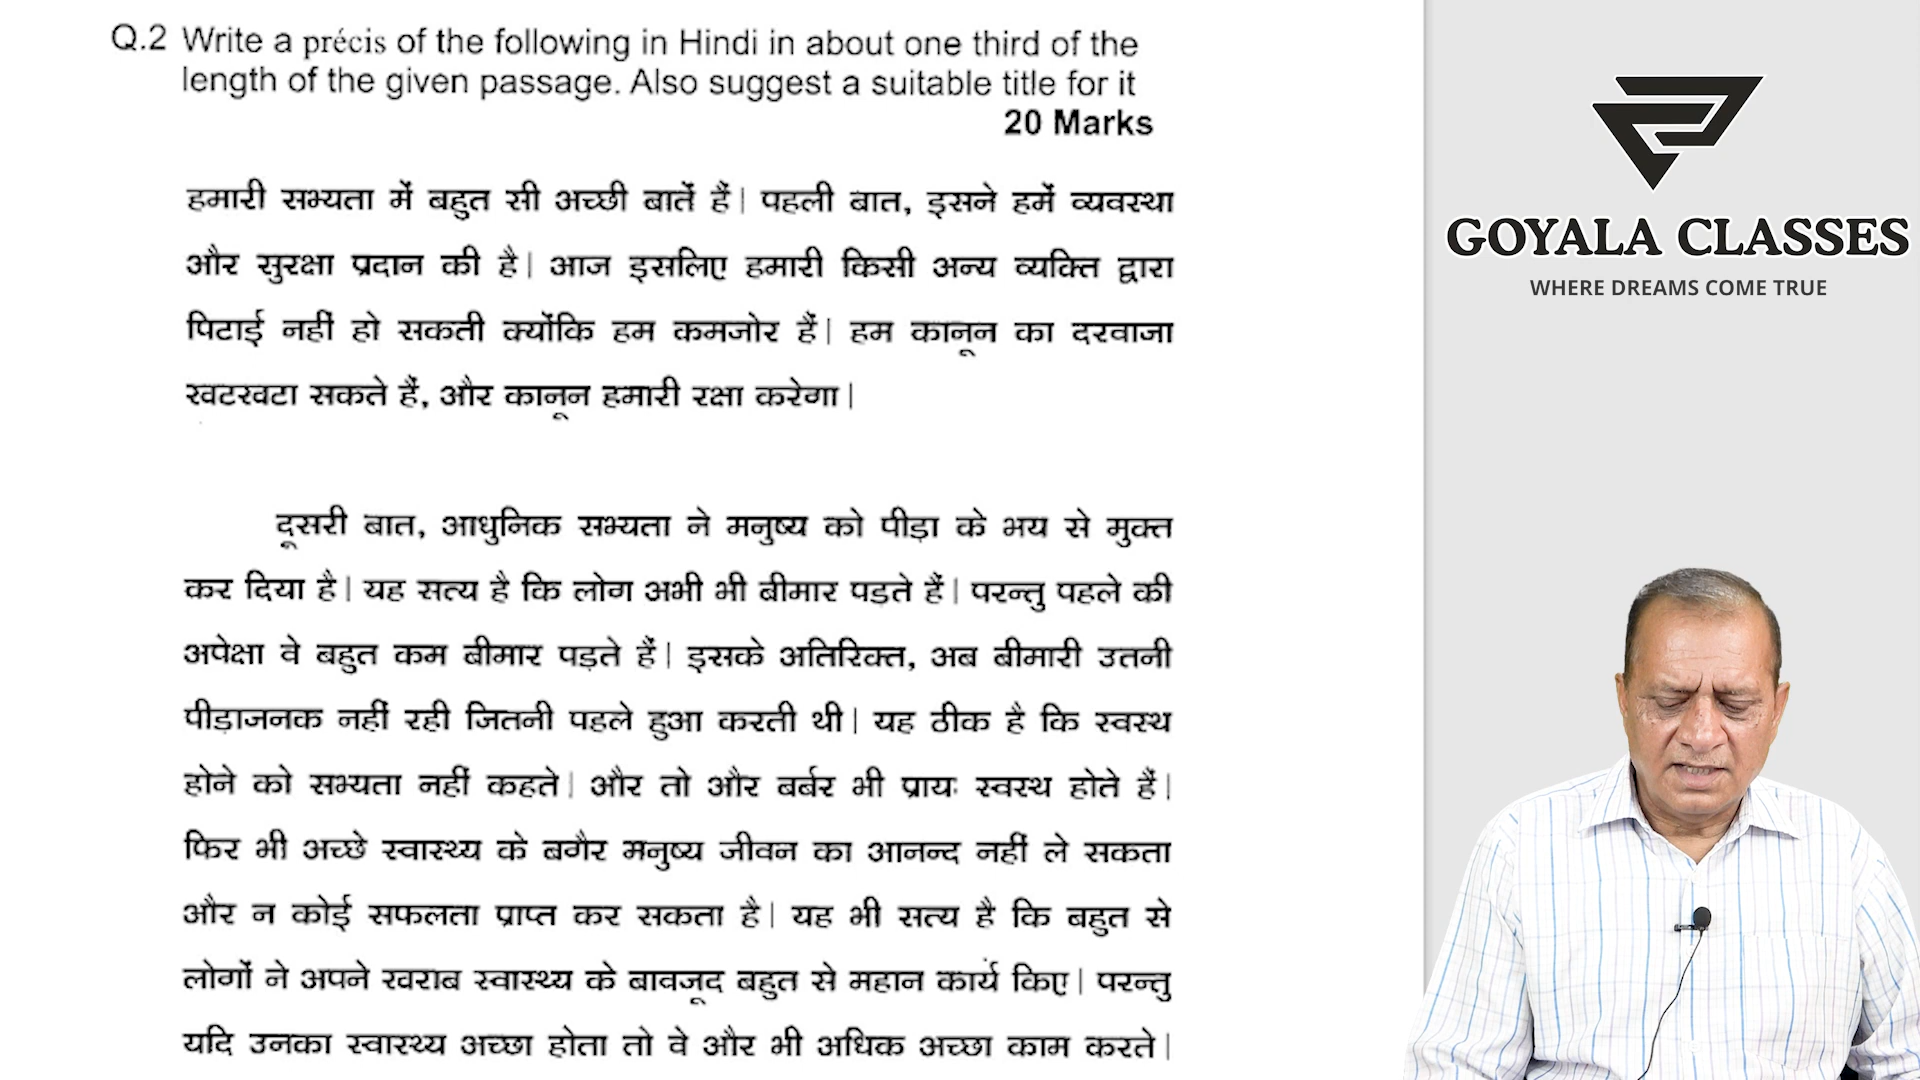 Q.2 Write a précis of the following in Hindi in about one third of the
length of the given passage. Also suggest a suitable title for it
20 Marks
हमारी सभ्यता में बहुत सी अच्छी बातें हैं। पहली बात, इसने हमें व्यवस्था
और सुरक्षा प्रदान की है। आज इसलिए हमारी किसी अन्य व्यक्ति द्वारा
पिटाई नहीं हो सकती क्योंकि हम कमजोर हैं। हम कानून का दरवाजा
खटखटा सकते हैं, और कानून हमारी रक्षा करेगा।
दूसरी बात, आधुनिक सभ्यता ने मनुष्य को पीड़ा के भय से मुक्त
कर दिया है। यह सत्य है कि लोग अभी भी बीमार पड़ते हैं। परन्तु पहले की
अपेक्षा वे बहुत कम बीमार पड़ते हैं। इसके अतिरिक्त, अब बीमारी उतनी
पीड़ाजनक नहीं रही जितनी पहले हुआ करती थी। यह ठीक है कि स्वस्थ
होने को सभ्यता नहीं कहते। और तो और बर्बर भी प्रायः स्वस्थ होते हैं।
फिर भी अच्छे स्वास्थ्य के बगैर मनुष्य जीवन का आनन्द नहीं ले सकता
और न कोई सफलता प्राप्त कर सकता है। यह भी सत्य है कि बहुत से
लोगों ने अपने खराब स्वास्थ्य के बावजूद बहुत से महान कार्य किए। परन्तु
यदि उनका स्वास्थ्य अच्छा होता तो वे और भी अधिक अच्छा काम करते।
GOYALA CLASSES
WHERE DREAMS COME TRUE